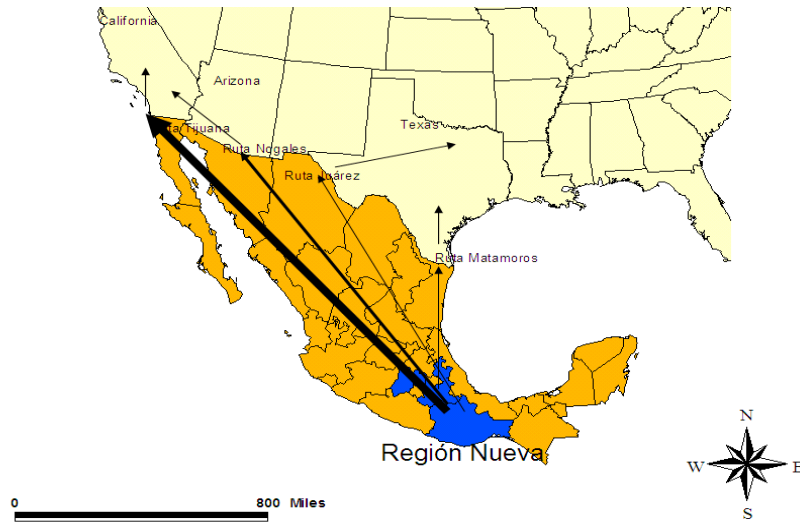 California
Arizona
Texas
Ruta Tijuana
Ruta Nogales
Ruta Juárez
Ruta Matamoros
Región Nueva
N
W E
S
0 800 Miles